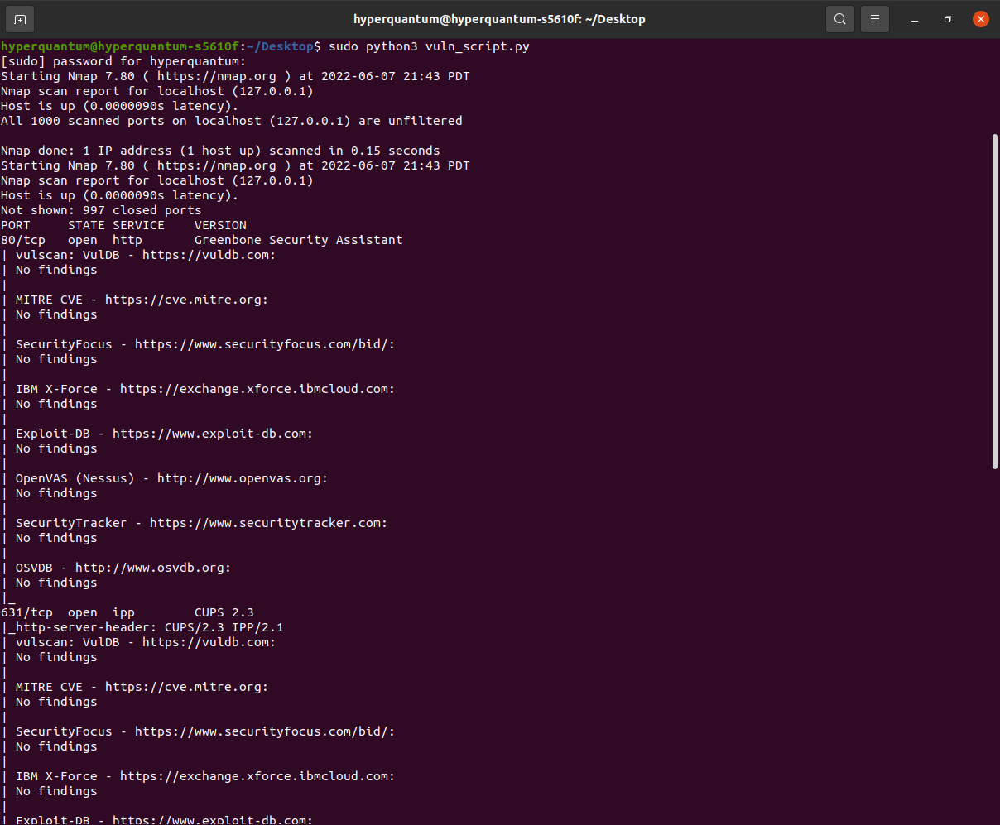 hyperquantum@hyperquantum-s5610f: ~/Desktop
hyperquantum@hyperquantum-s5610f:~/Desktop$ sudo python3 vuln_script.py
[sudo] password for hyperquantum:
Starting Nmap 7.80 ( https://nmap.org ) at 2022-06-07 21:43 PDT
Nmap scan report for localhost (127.0.0.1)
Host is up (0.0000090s latency).
All 1000 scanned ports on localhost (127.0.0.1) are unfiltered

Nmap done: 1 IP address (1 host up) scanned in 0.15 seconds
Starting Nmap 7.80 ( https://nmap.org ) at 2022-06-07 21:43 PDT
Nmap scan report for localhost (127.0.0.1)
Host is up (0.0000090s latency).
Not shown: 997 closed ports
PORT     STATE SERVICE    VERSION
80/tcp   open  http       Greenbone Security Assistant
| vulscan: VulDB - https://vuldb.com:
| No findings
|
| MITRE CVE - https://cve.mitre.org:
| No findings
|
| SecurityFocus - https://www.securityfocus.com/bid/:
| No findings
|
| IBM X-Force - https://exchange.xforce.ibmcloud.com:
| No findings
|
| Exploit-DB - https://www.exploit-db.com:
| No findings
|
| OpenVAS (Nessus) - http://www.openvas.org:
| No findings
|
| SecurityTracker - https://www.securitytracker.com:
| No findings
|
| OSVDB - http://www.osvdb.org:
| No findings
|_
631/tcp  open  ipp        CUPS 2.3
|_http-server-header: CUPS/2.3 IPP/2.1
| vulscan: VulDB - https://vuldb.com:
| No findings
|
| MITRE CVE - https://cve.mitre.org:
| No findings
|
| SecurityFocus - https://www.securityfocus.com/bid/:
| No findings
|
| IBM X-Force - https://exchange.xforce.ibmcloud.com:
| No findings
|
| Exploit-DB - https://www.exploit-db.com: